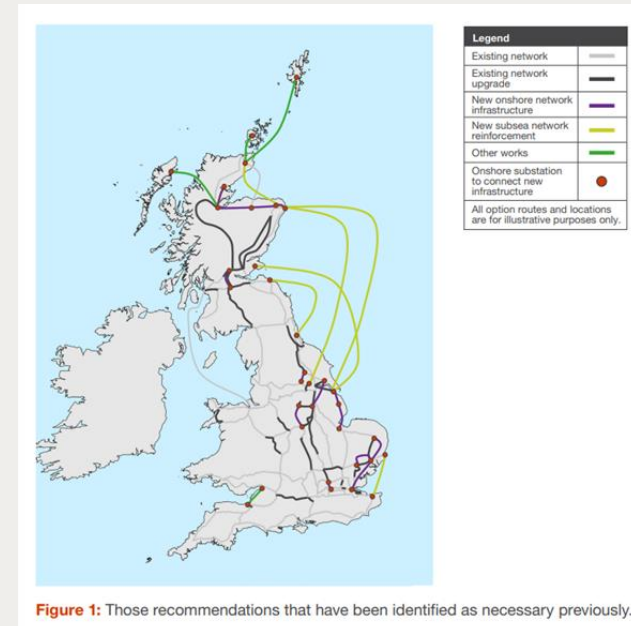 Legend
Existing network
Existing network
upgrade
New onshore network
infrastructure
New subsea network
reinforcement
Other works
Onshore substation
to connect new
infrastructure
All option routes and locations
are for illustrative purposes only.
Figure 1: Those recommendations that have been identified as necessary previously.